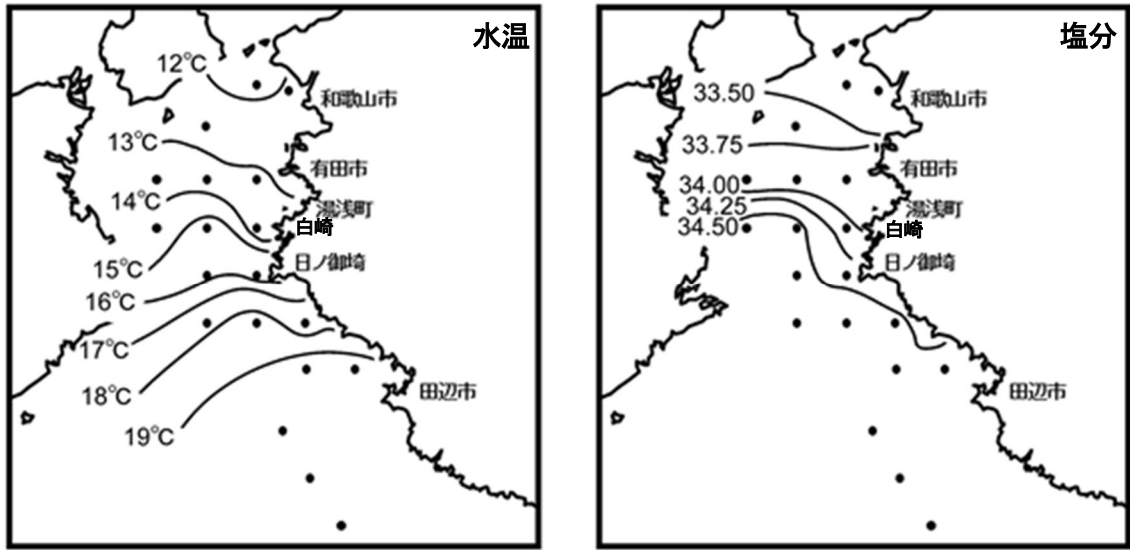 水温
12℃
和歌山市
13℃
有田市
14℃
湯浅町
白崎
15℃
日ノ御埼
16℃
17℃
18℃
田辺市
19℃
塩分
33.50
和歌山市
33.75
有田市
34.00
34.25
湯浅町
34.50
白崎
日ノ御埼
田辺市